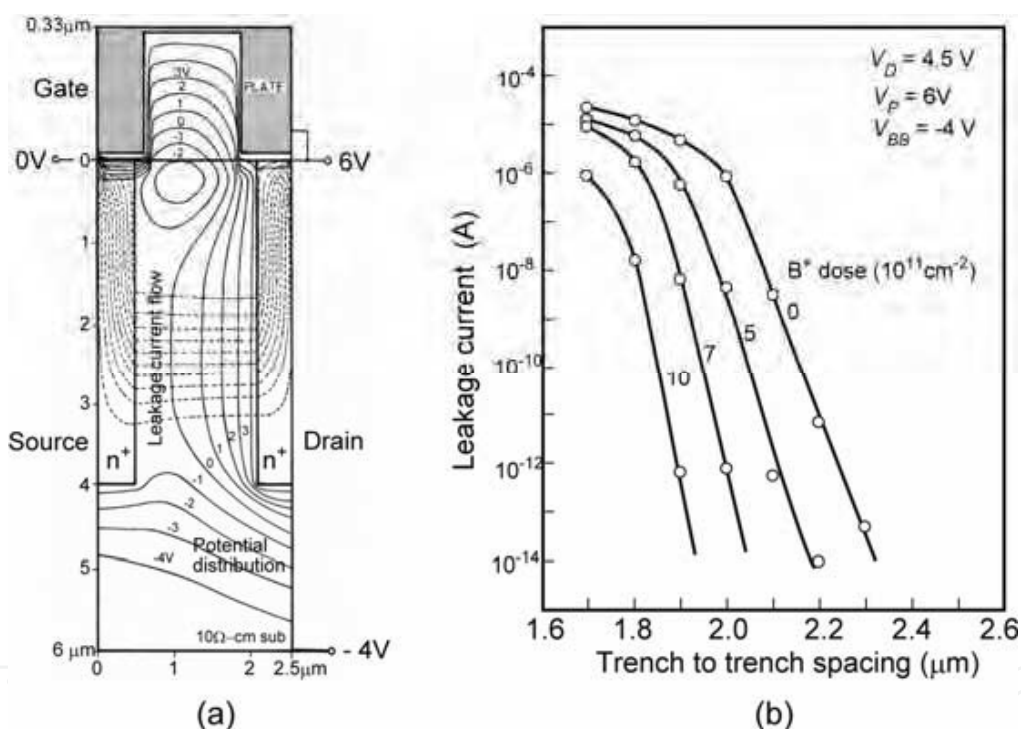 0.33μm
Gate
3V
2
1
0
-1
-2
PLATE
0V
0
6V
1
2
3
4
5
6 μm
Leakage current flow
Source
n⁺
n⁺
Drain
3
2
1
0
-1
-2
-3
-4V
Potential
distribution
10Ω-cm sub
- 4V
0
1
2
2.5μm
(a)
Leakage current (A)
10⁻⁴
10⁻⁶
10⁻⁸
10⁻¹⁰
10⁻¹²
10⁻¹⁴
V_D = 4.5 V
V_P = 6V
V_BB = -4 V
B⁺ dose (10¹¹cm⁻²)
0
5
7
10
1.6
1.8
2.0
2.2
2.4
2.6
Trench to trench spacing (μm)
(b)